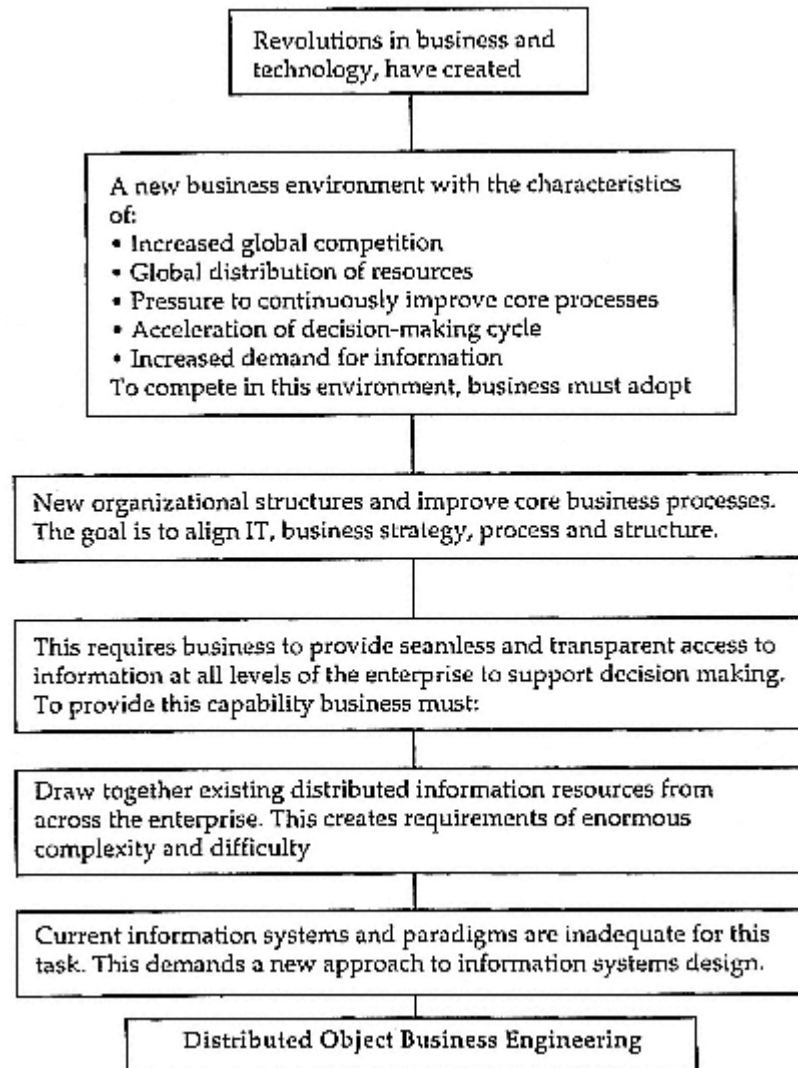 Revolutions in business and
technology, have created
A new business environment with the characteristics
of:
• Increased global competition
• Global distribution of resources
• Pressure to continuously improve core processes
• Acceleration of decision-making cycle
• Increased demand for information
To compete in this environment, business must adopt
New organizational structures and improve core business processes.
The goal is to align IT, business strategy, process and structure.
This requires business to provide seamless and transparent access to
information at all levels of the enterprise to support decision making.
To provide this capability business must:
Draw together existing distributed information resources from
across the enterprise. This creates requirements of enormous
complexity and difficulty
Current information systems and paradigms are inadequate for this
task. This demands a new approach to information systems design.
Distributed Object Business Engineering